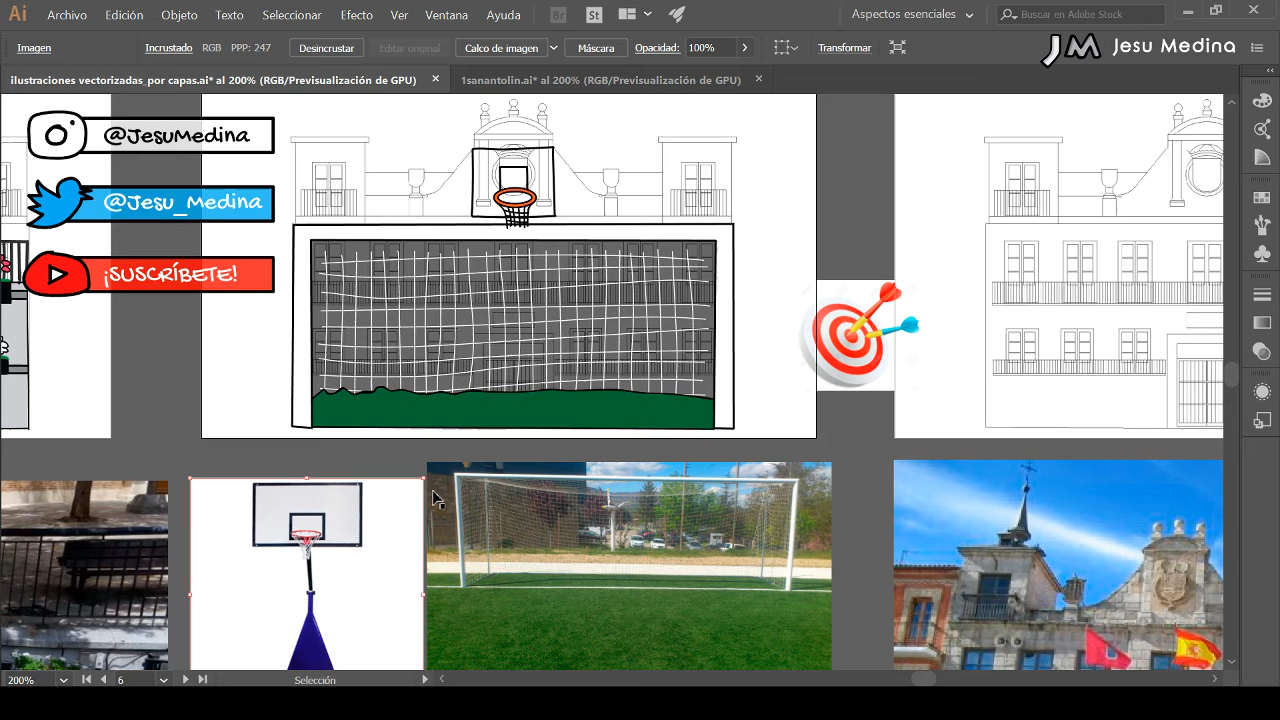 Ai Archivo Edición Objeto Texto Seleccionar Efecto Ver Ventana Ayuda Br St Aspectos esenciales Buscar en Adobe Stock
Imagen Incrustado RGB PPP: 247 Desincrustar Editar original Calco de imagen Máscara Opacidad: 100% Transformar
JM Jesu Medina
ilustraciones vectorizadas_por capas.ai* al 200% (RGB/Previsualización de GPU) × 1sanantolin.ai* al 200% (RGB/Previsualización de GPU) ×
@JesuMedina
@Jesu_Medina
¡SUSCRÍBETE!
200% 6 Selección